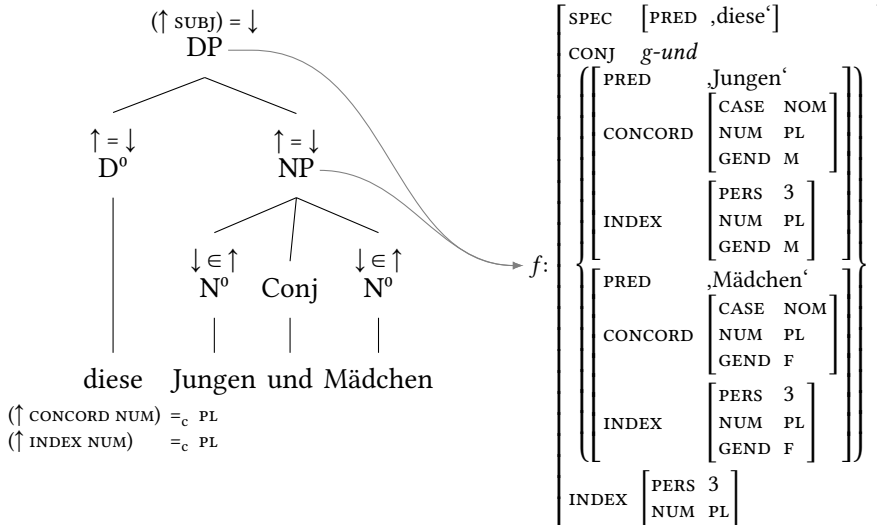 (↑ SUBJ) = ↓
DP
↑ = ↓
D⁰
↑ = ↓
NP
↓ ∈ ↑
N⁰
Conj
↓ ∈ ↑
N⁰
diese Jungen und Mädchen
(↑ CONCORD NUM) =c PL
(↑ INDEX NUM) =c PL
f:
SPEC [PRED ‚diese‘]
CONJ g-und
PRED ‚Jungen‘
CASE NOM
CONCORD NUM PL
GEND M
PERS 3
INDEX NUM PL
GEND M
PRED ‚Mädchen‘
CASE NOM
CONCORD NUM PL
GEND F
PERS 3
INDEX NUM PL
GEND F
INDEX PERS 3
NUM PL